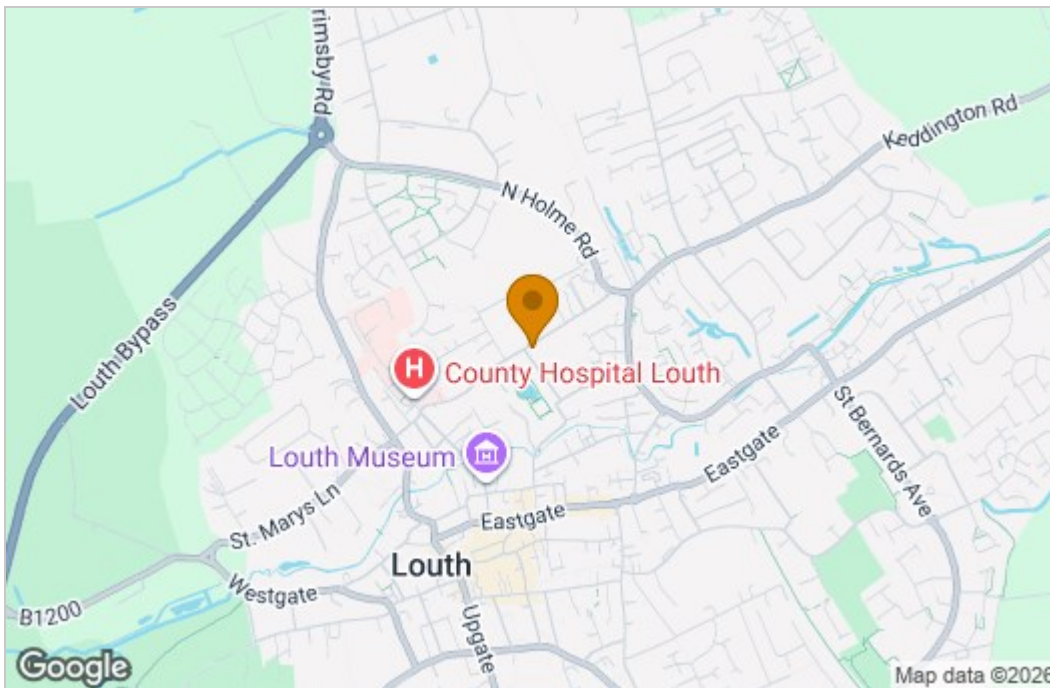 rimsby Rd
Keddington Rd
N Holme Rd
Louth Bypass
H
County Hospital Louth
St Bernards Ave
Louth Museum
Eastgate
St. Marys Ln
Eastgate
Louth
Westgate
B1200
Upgate
Google
Map data ©2026